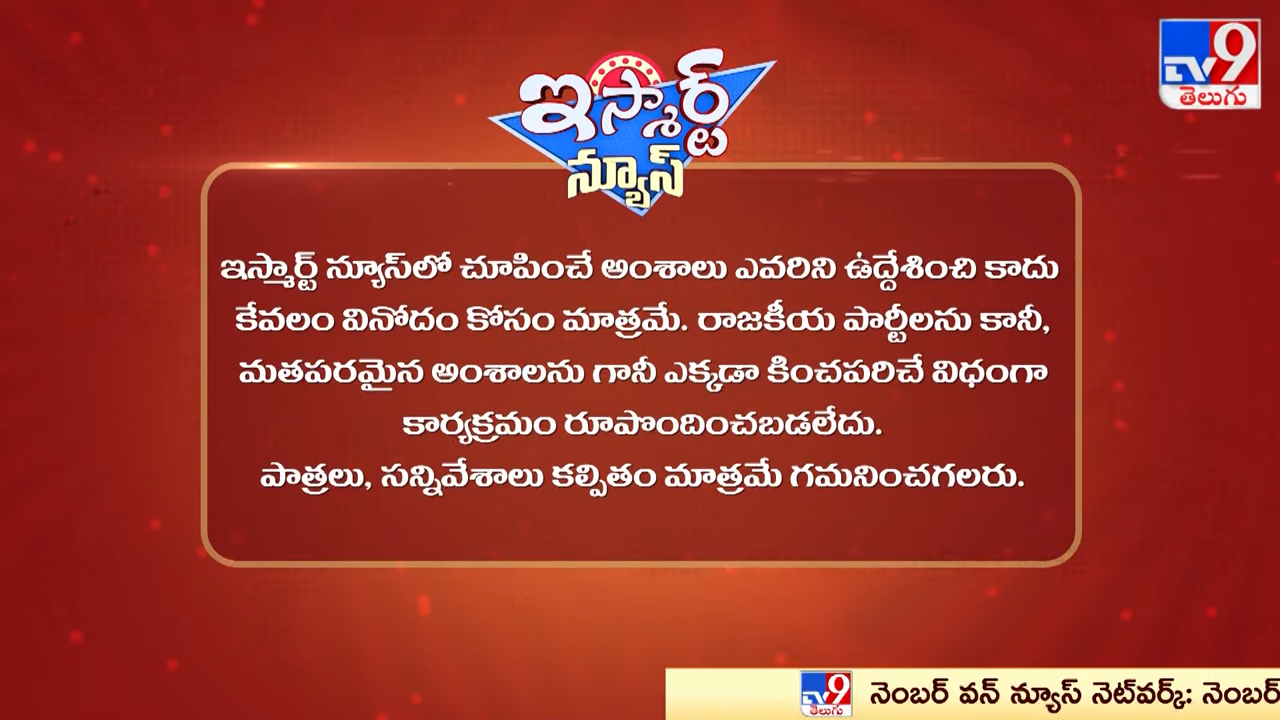 ఇస్మార్ట్
న్యూస్
TV9
తెలుగు
ఇస్మార్ట్ న్యూస్‌లో చూపించే అంశాలు ఎవరిని ఉద్దేశించి కాదు
కేవలం వినోదం కోసం మాత్రమే. రాజకీయ పార్టీలను కానీ,
మతపరమైన అంశాలను గానీ ఎక్కడా కించపరిచే విధంగా
కార్యక్రమం రూపొందించబడలేదు.
పాత్రలు, సన్నివేశాలు కల్పితం మాత్రమే గమనించగలరు.
TV9
తెలుగు
నెంబర్ వన్ న్యూస్ నెట్‌వర్క్: నెంబర్